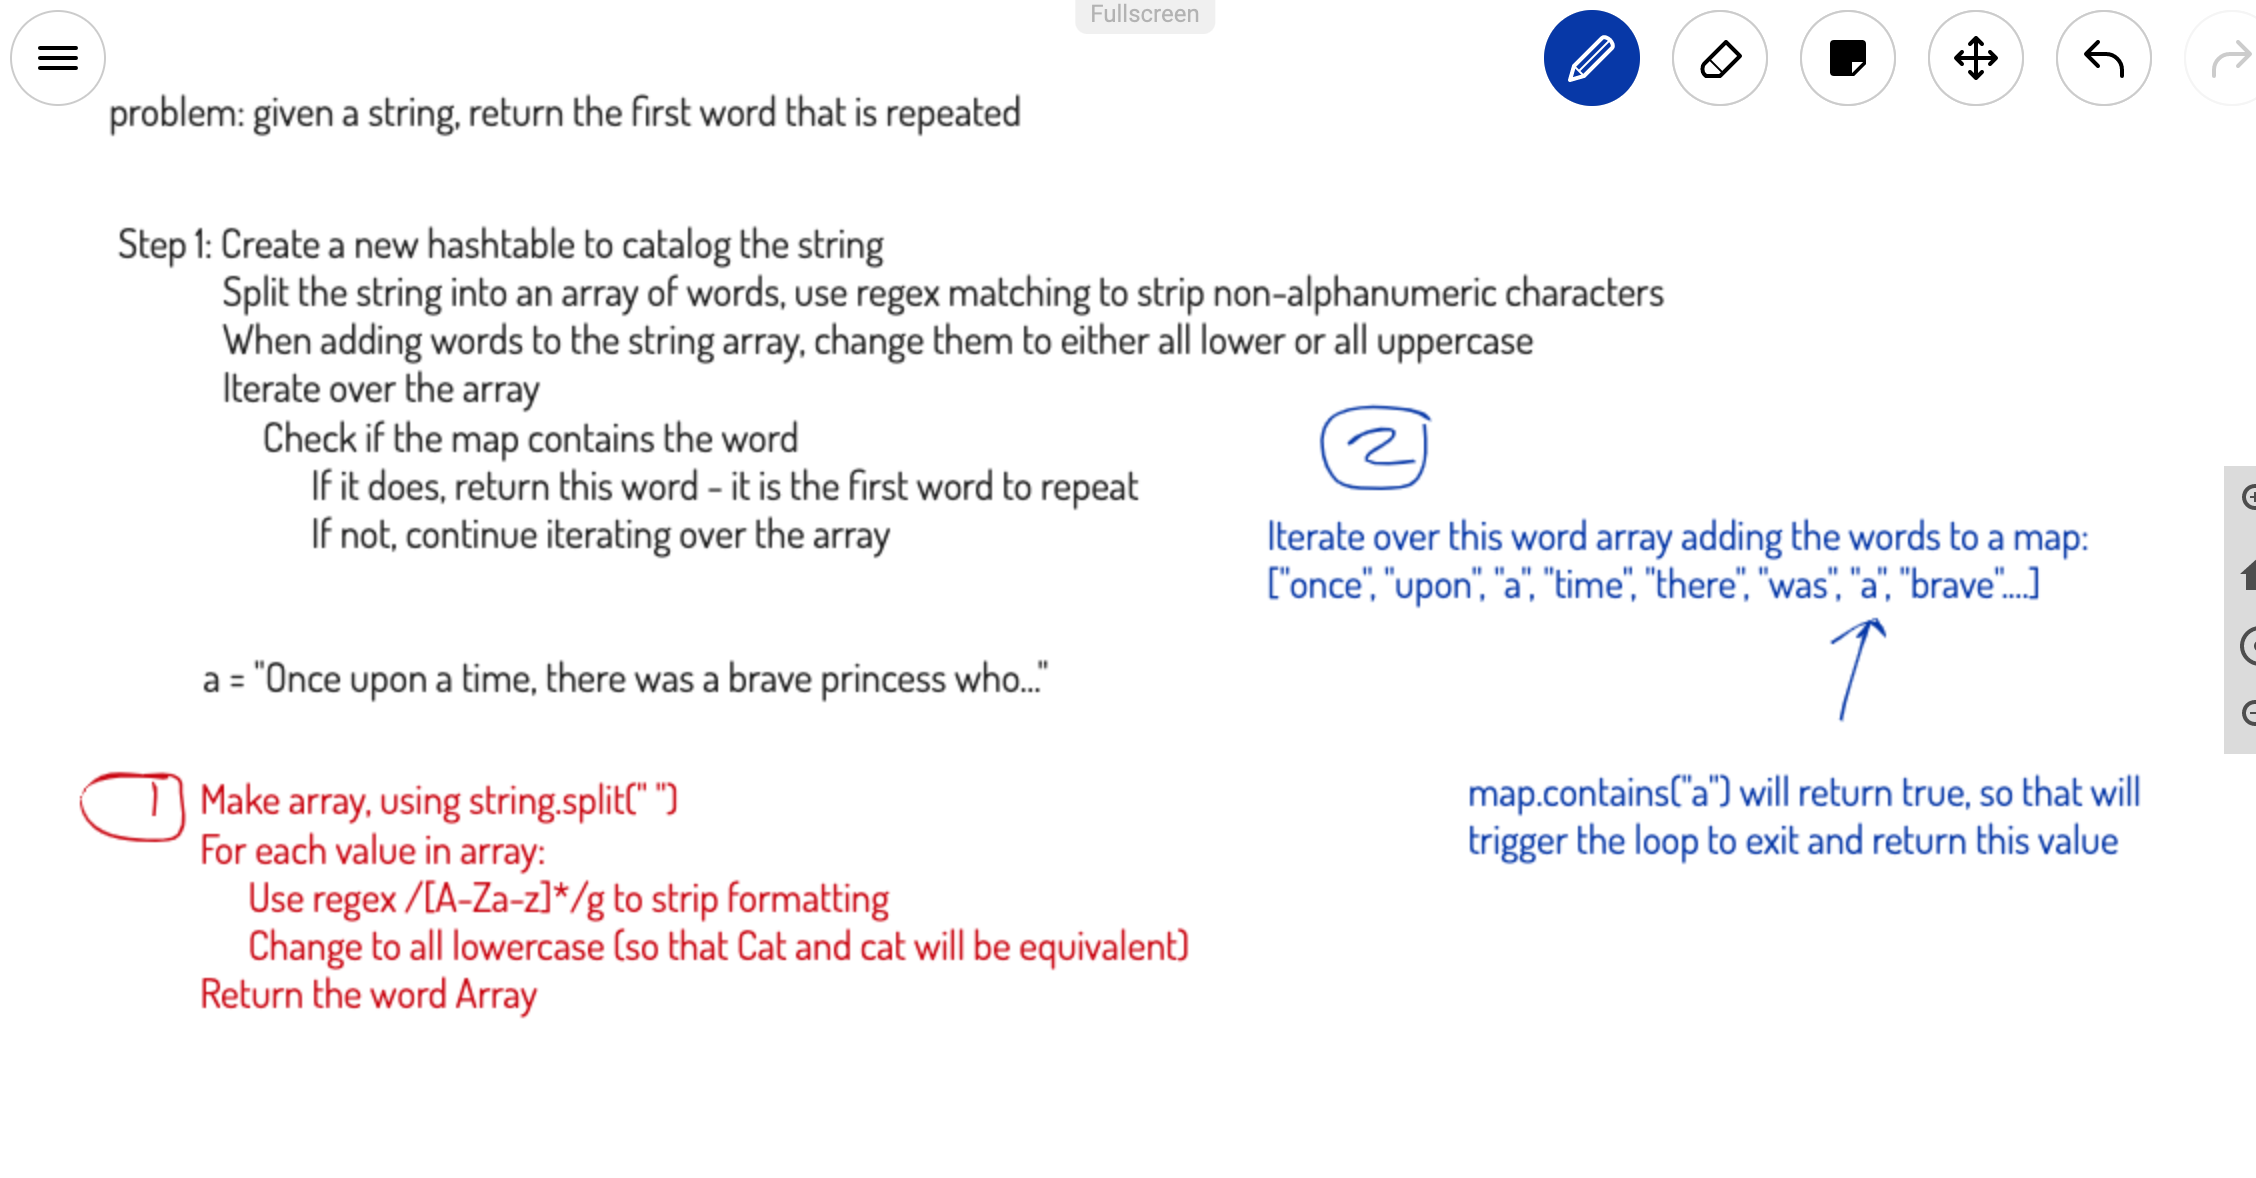 Fullscreen
problem: given a string, return the first word that is repeated
Step 1: Create a new hashtable to catalog the string
Split the string into an array of words, use regex matching to strip non-alphanumeric characters
When adding words to the string array, change them to either all lower or all uppercase
Iterate over the array
Check if the map contains the word
If it does, return this word - it is the first word to repeat
If not, continue iterating over the array
2
Iterate over this word array adding the words to a map:
["once", "upon", "a", "time", "there", "was", "a", "brave"....]
a = "Once upon a time, there was a brave princess who..."
map.contains("a") will return true, so that will
trigger the loop to exit and return this value
1
Make array, using string.split(" ")
For each value in array:
Use regex /[A-Za-z]*/g to strip formatting
Change to all lowercase (so that Cat and cat will be equivalent)
Return the word Array